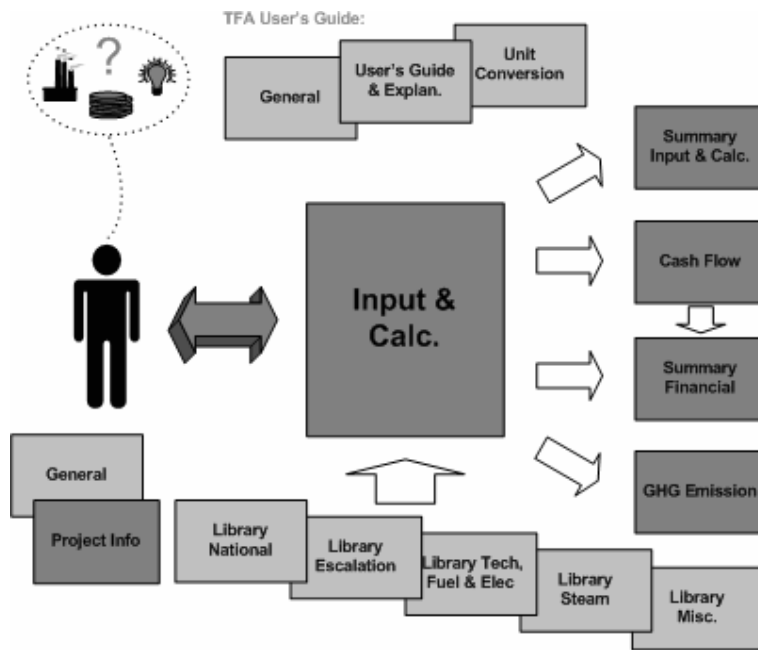 TFA User's Guide:
?
General
User's Guide
& Explan.
Unit
Conversion
Summary
Input & Calc.
Cash Flow
Input &
Calc.
Summary
Financial
GHG Emission
General
Project Info
Library
National
Library
Escalation
Library Tech,
Fuel & Elec
Library
Steam
Library
Misc.